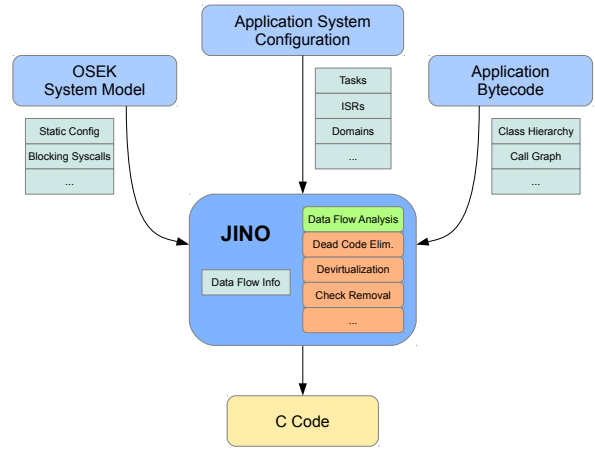 Application System
Configuration
OSEK
System Model
Application
Bytecode
Static Config
Blocking Syscalls
...
Tasks
ISRs
Domains
...
Class Hierarchy
Call Graph
...
JINO
Data Flow Info
Data Flow Analysis
Dead Code Elim.
Devirtualization
Check Removal
...
C Code